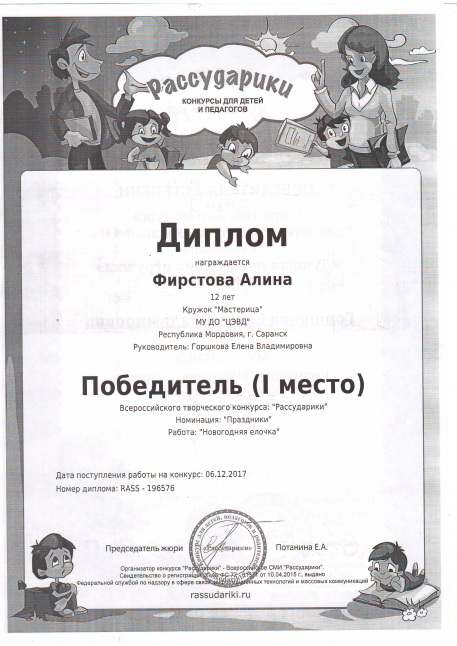 Рассударики
КОНКУРСЫ ДЛЯ ДЕТЕЙ
И ПЕДАГОГОВ
Диплом
награждается
Фирстова Алина
12 лет
Кружок "Мастерица"
МУ ДО "ЦЭВД"
Республика Мордовия, г. Саранск
Руководитель: Горшкова Елена Владимировна
Победитель (I место)
Всероссийского творческого конкурса: "Рассударики"
Номинация: "Праздники"
Работа: "Новогодняя елочка"
Дата поступления работы на конкурс: 06.12.2017
Номер диплома: RASS - 196576
Председатель жюри
«Рассударики»
Потанина Е.А.
Организатор конкурса "Рассударики" - Всероссийское СМИ "Рассударики".
Свидетельство о регистрации ФС 77 - от 10.04.2015 г., выдано
Федеральной службой по надзору в сфере связи, информационных технологий и массовых коммуникаций
rassudariki.ru